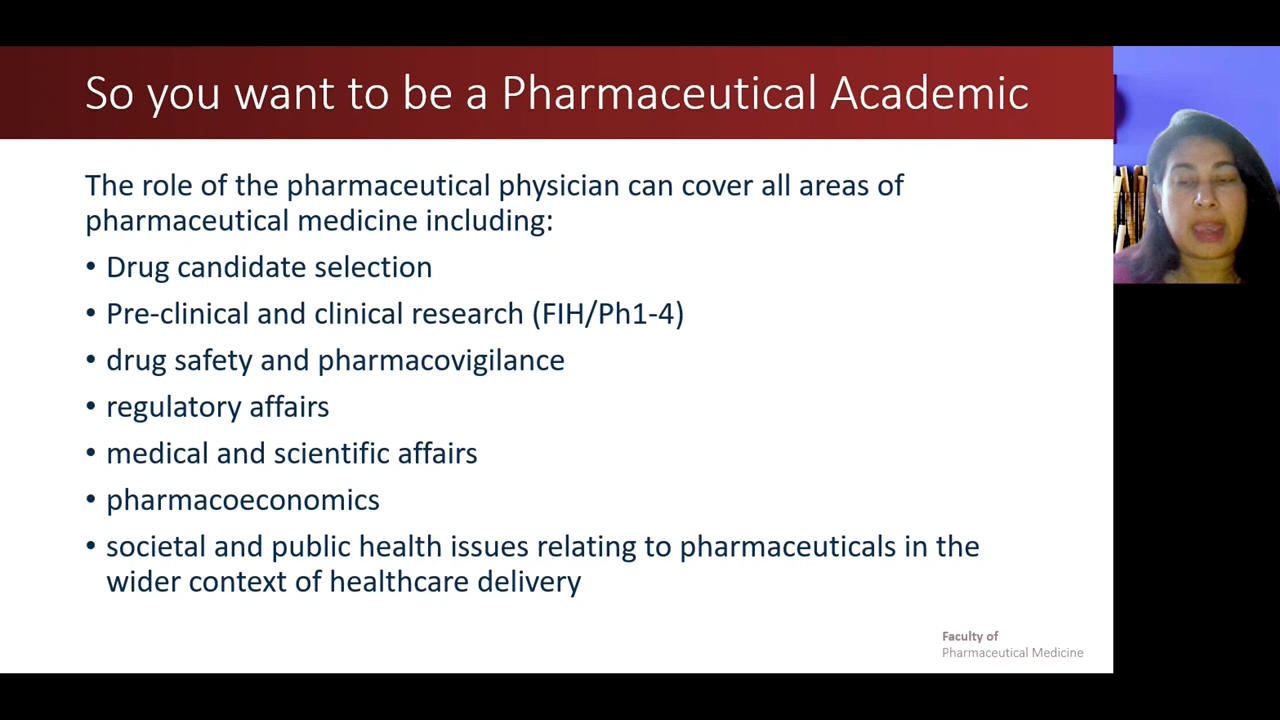 So you want to be a Pharmaceutical Academic
The role of the pharmaceutical physician can cover all areas of
pharmaceutical medicine including:
• Drug candidate selection
• Pre-clinical and clinical research (FIH/Ph1-4)
• drug safety and pharmacovigilance
• regulatory affairs
• medical and scientific affairs
• pharmacoeconomics
• societal and public health issues relating to pharmaceuticals in the
wider context of healthcare delivery
Faculty of
Pharmaceutical Medicine